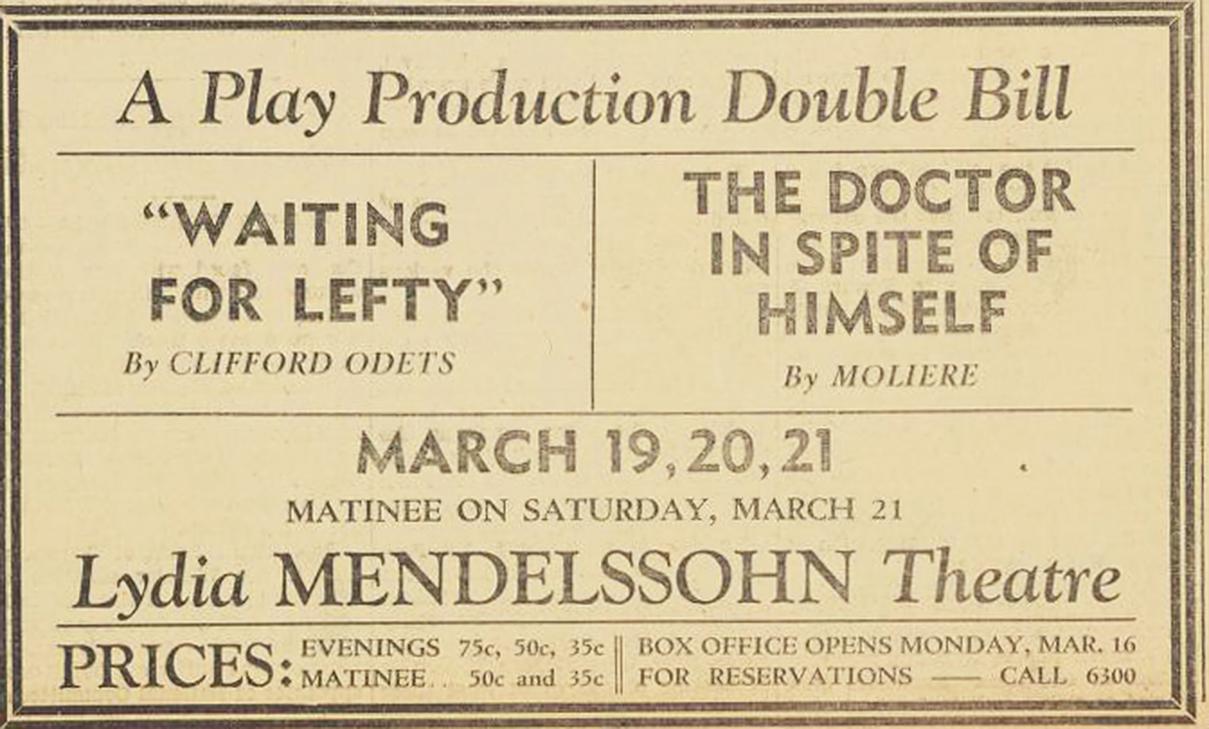 A Play Production Double Bill
“WAITING
FOR LEFTY”
By CLIFFORD ODETS
THE DOCTOR
IN SPITE OF
HIMSELF
By MOLIERE
MARCH 19, 20, 21
MATINEE ON SATURDAY, MARCH 21
Lydia MENDELSSOHN Theatre
PRICES:
EVENINGS 75c, 50c, 35c
MATINEE . . 50c and 35c
BOX OFFICE OPENS MONDAY, MAR. 16
FOR RESERVATIONS —— CALL 6300